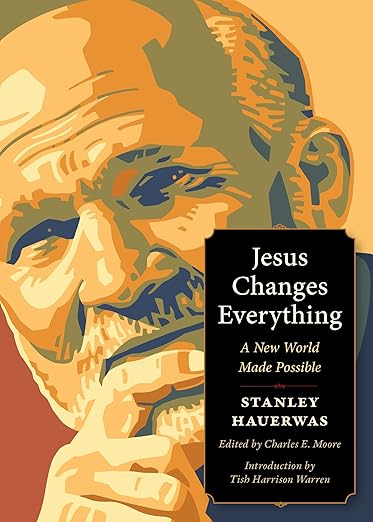 Jesus
Changes
Everything
A New World
Made Possible
STANLEY
HAUERWAS
Edited by Charles E. Moore
Introduction by
Tish Harrison Warren